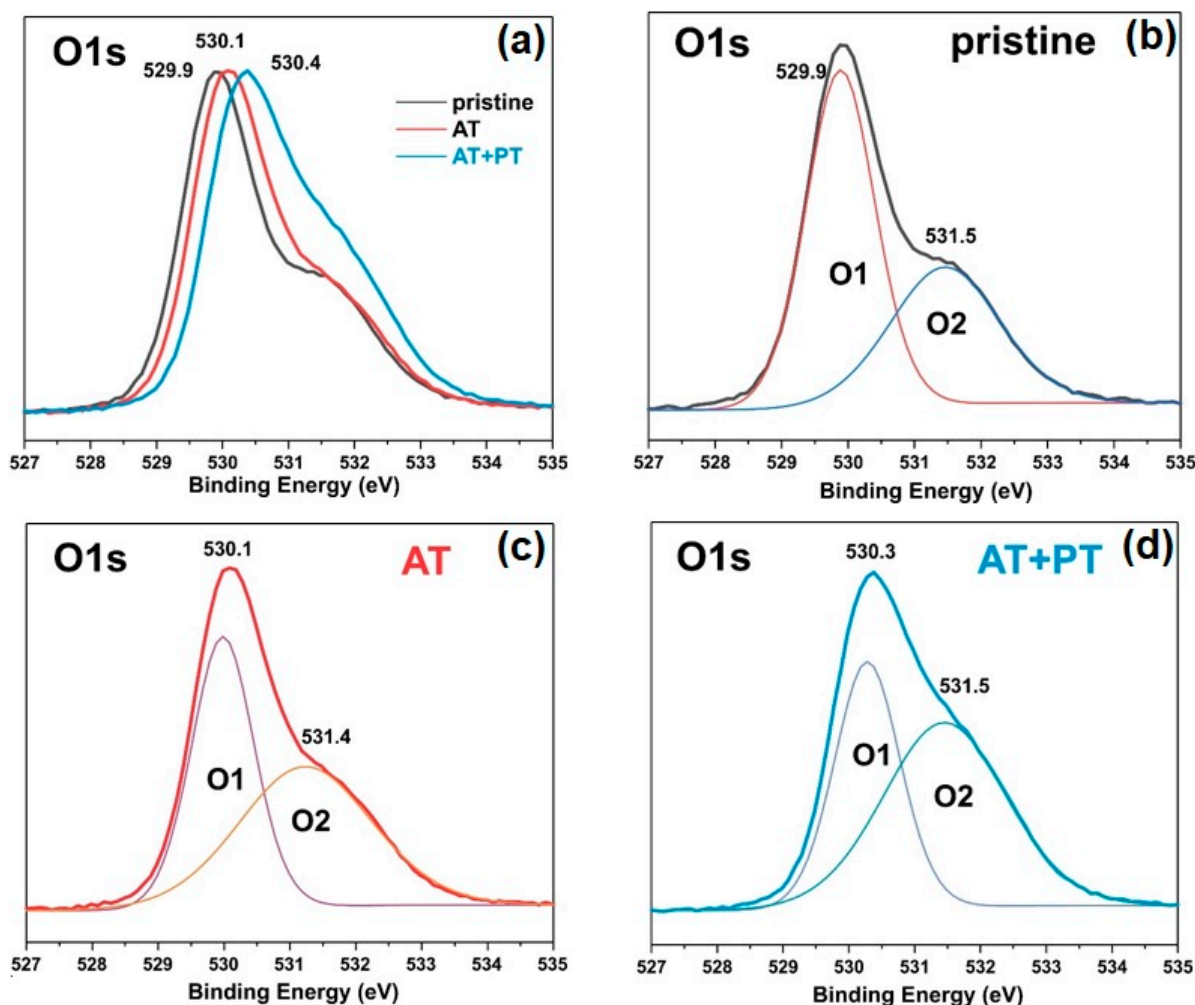 O1s
(a)
530.1
529.9
530.4
pristine
AT
AT+PT
527 528 529 530 531 532 533 534 535
Binding Energy (eV)
O1s
pristine
(b)
529.9
531.5
O1
O2
527 528 529 530 531 532 533 534 535
Binding Energy (eV)
O1s
530.1
AT
(c)
531.4
O1
O2
527 528 529 530 531 532 533 534 535
Binding Energy (eV)
O1s
530.3
AT+PT
(d)
531.5
O1
O2
527 528 529 530 531 532 533 534 535
Binding Energy (eV)